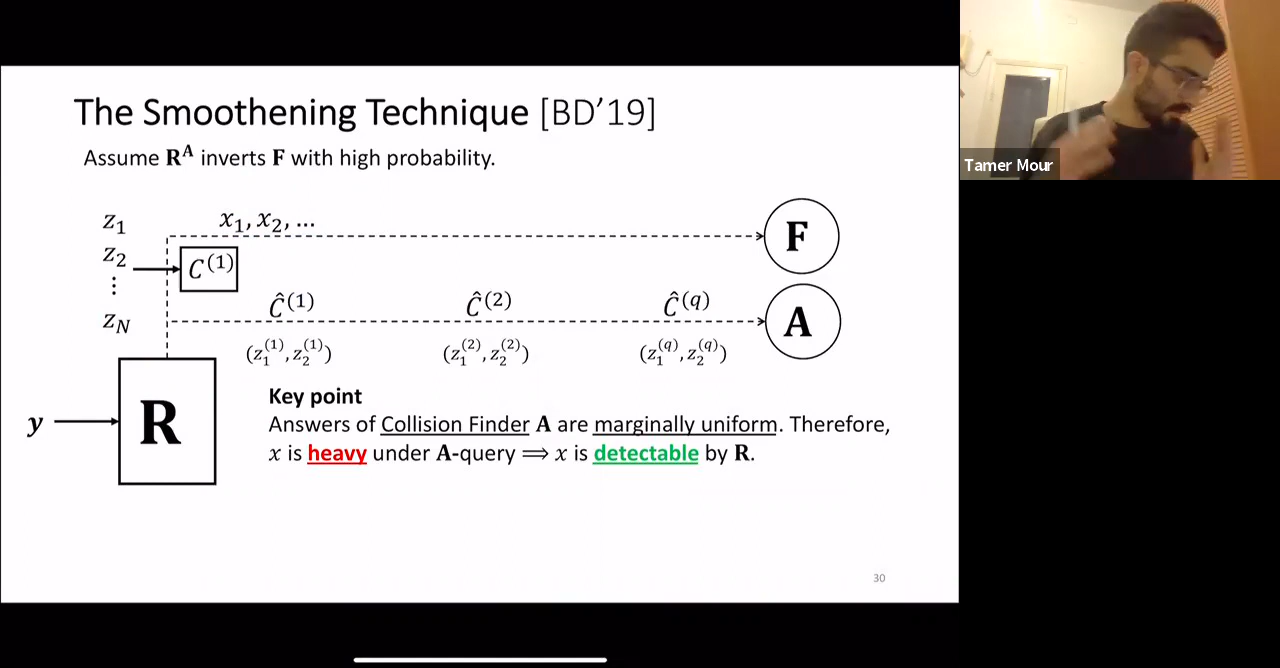 The Smoothening Technique [BD’19]
Assume R^A inverts F with high probability.
z_1
z_2
⋮
z_N
x_1, x_2, ...
C^(1)
F
Ĉ^(1)
Ĉ^(2)
Ĉ^(q)
A
(z_1^(1), z_2^(1))
(z_1^(2), z_2^(2))
(z_1^(q), z_2^(q))
y
R
Key point
Answers of Collision Finder A are marginally uniform. Therefore,
x is heavy under A-query ⟹ x is detectable by R.
30
Tamer Mour